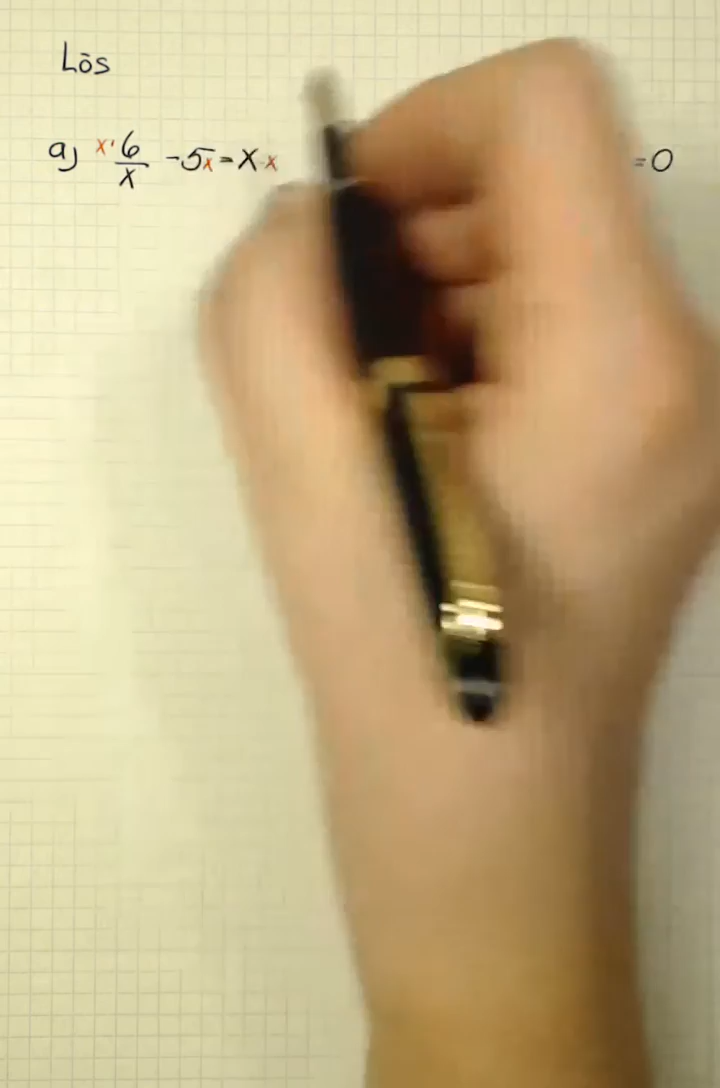 Lös
a) x· 6/x - 5x = x·x =0